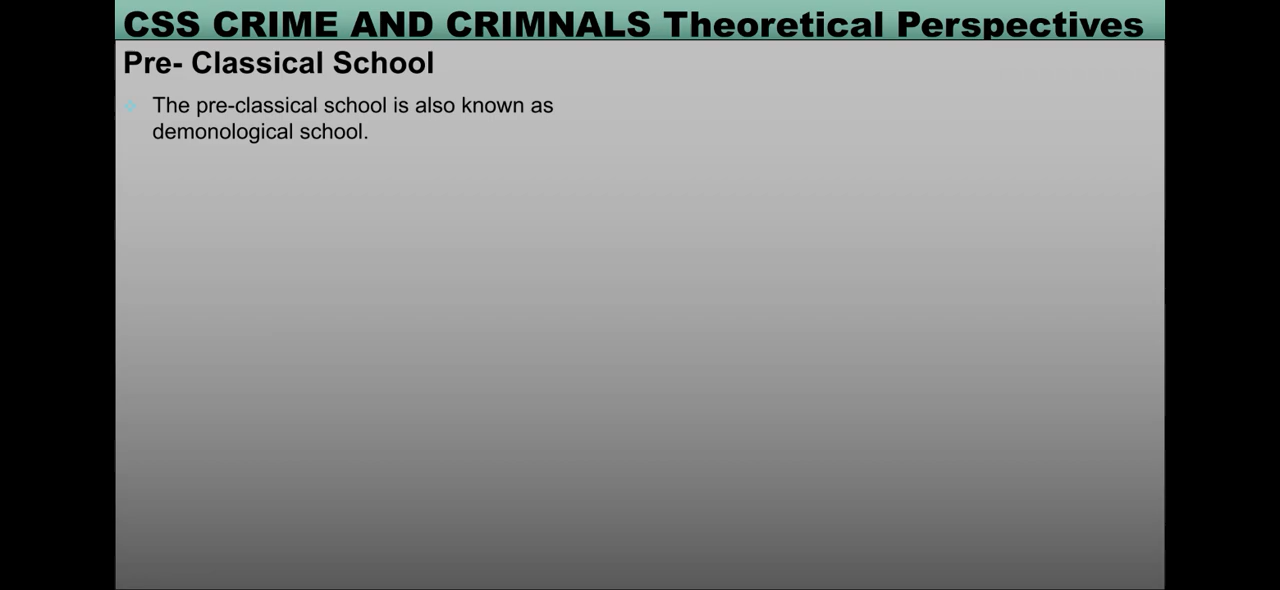 CSS CRIME AND CRIMNALS Theoretical Perspectives
Pre- Classical School
The pre-classical school is also known as
demonological school.